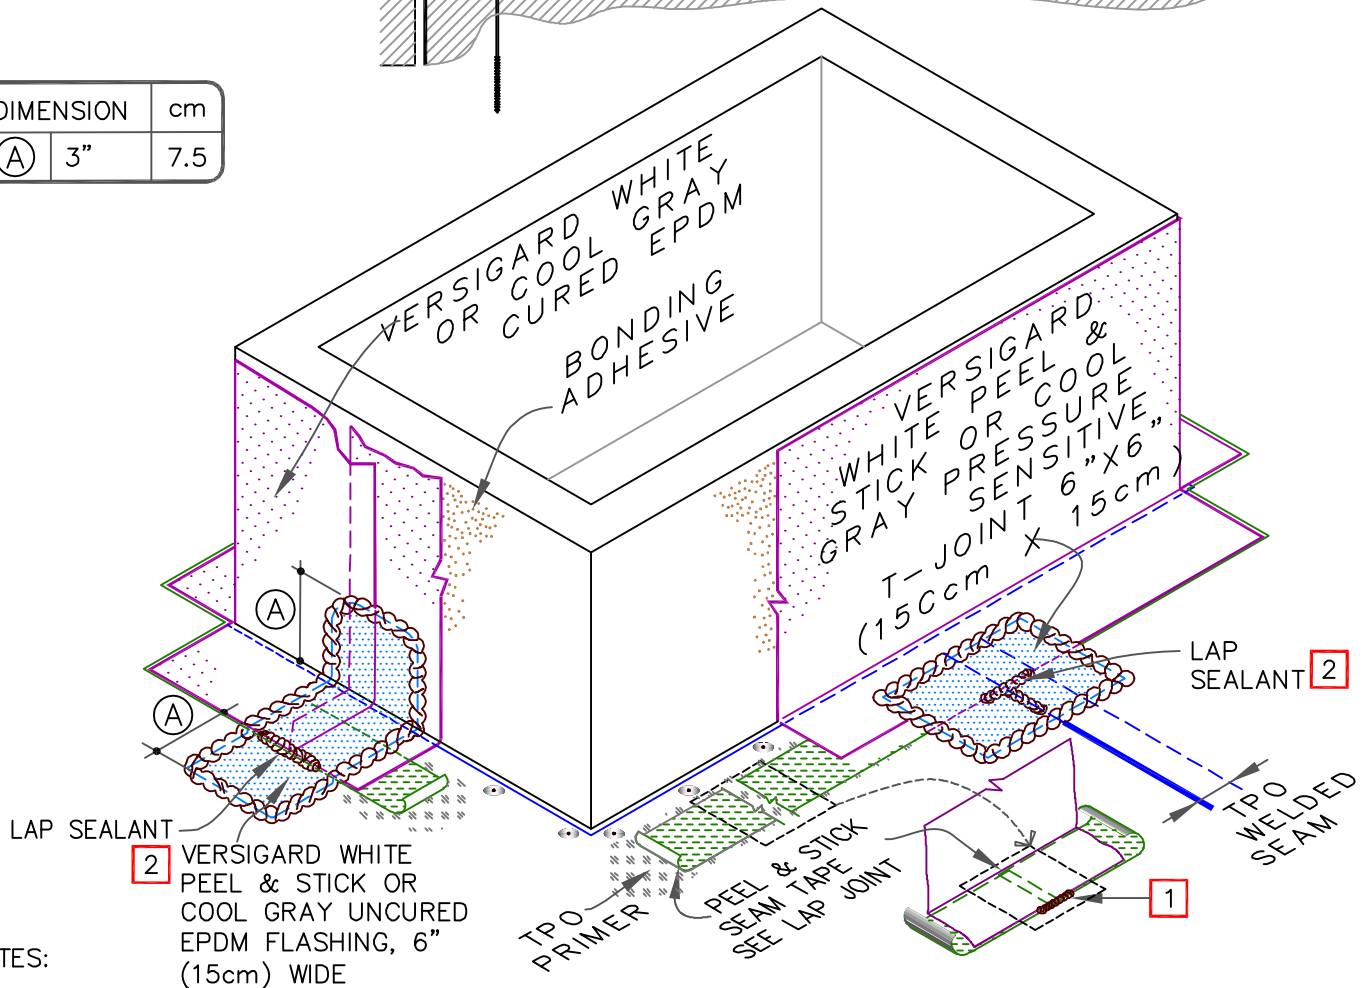 DIMENSION cm
A 3” 7.5
VERSIGARD WHITE
OR COOL GRAY
CURED EPDM
BONDING
ADHESIVE
VERSIGARD
WHITE PEEL &
STICK OR COOL
GRAY PRESSURE
SENSITIVE,
T-JOINT 6”X6”
(15Ccm X 15cm)
A
A
LAP
SEALANT 2
LAP SEALANT
2
VERSIGARD WHITE
PEEL & STICK OR
COOL GRAY UNCURED
EPDM FLASHING, 6”
(15cm) WIDE
TPO
PRIMER
PEEL & STICK
SEAM TAPE
SEE LAP JOINT
1
TPO
WELDED
SEAM
TES: